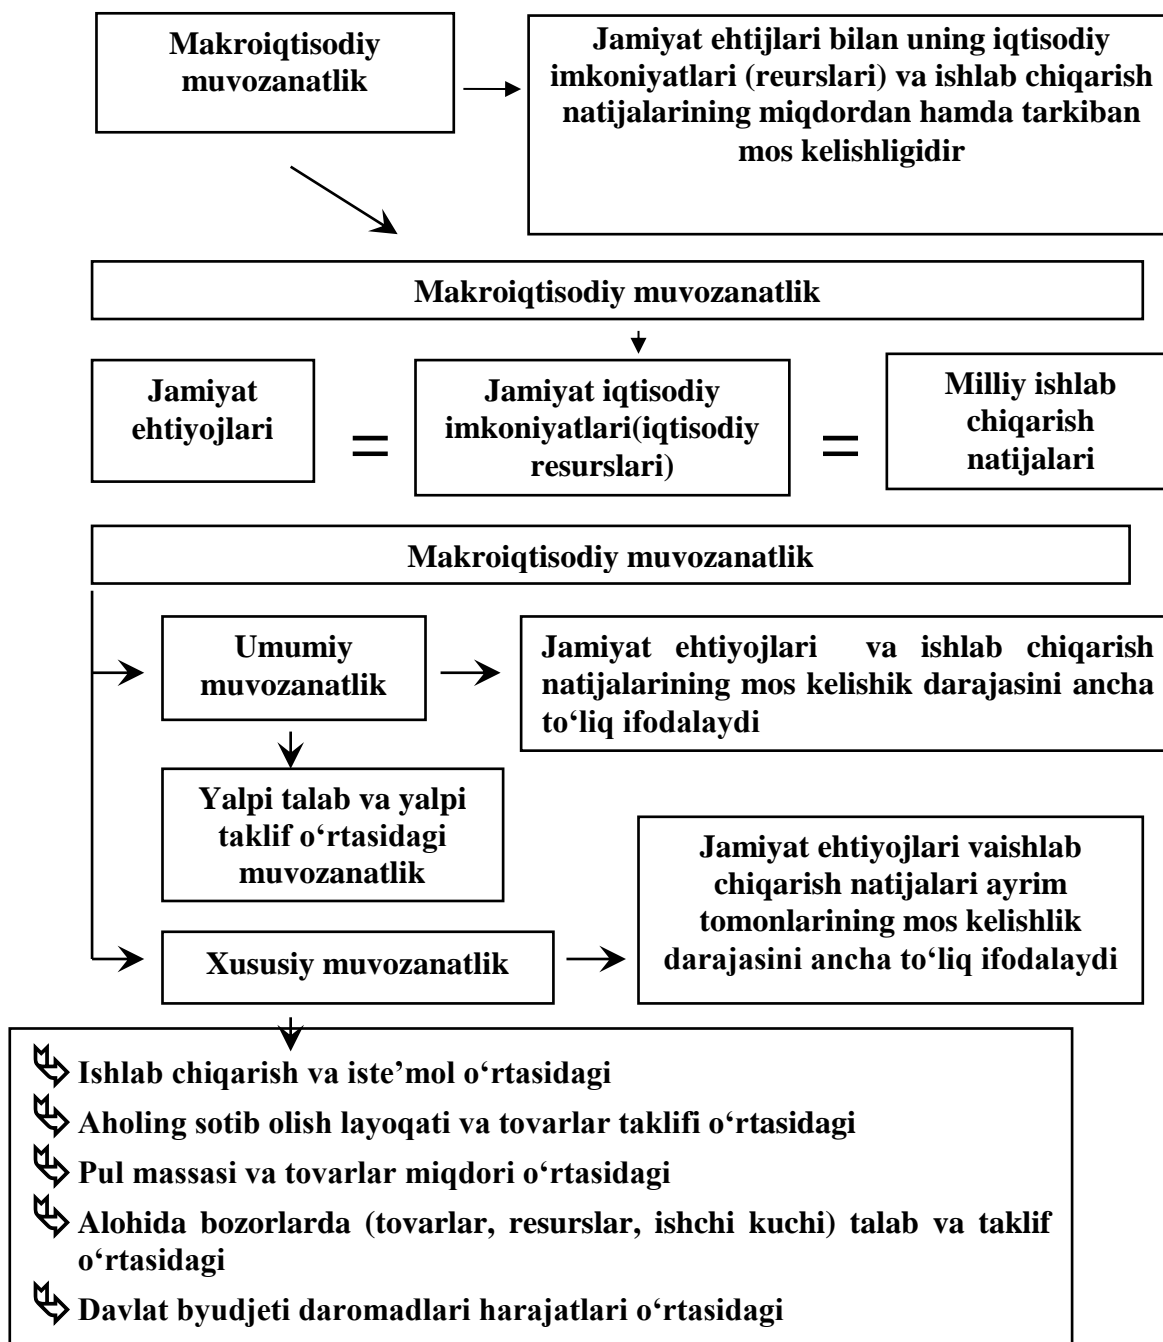 Makroiqtisodiy
muvozanatlik
Jamiyat ehtijlari bilan uning iqtisodiy
imkoniyatlari (reurslari) va ishlab chiqarish
natijalarining miqdordan hamda tarkiban
mos kelishligidir
Makroiqtisodiy muvozanatlik
Jamiyat
ehtiyojlari
=
Jamiyat iqtisodiy
imkoniyatlari(iqtisodiy
resurslari)
=
Milliy ishlab
chiqarish
natijalari
Makroiqtisodiy muvozanatlik
Umumiy
muvozanatlik
Jamiyat ehtiyojlari va ishlab chiqarish
natijalarining mos kelishik darajasini ancha
to‘liq ifodalaydi
Yalpi talab va yalpi
taklif o‘rtasidagi
muvozanatlik
Jamiyat ehtiyojlari vaishlab
chiqarish natijalari ayrim
tomonlarining mos kelishlik
darajasini ancha to‘liq ifodalaydi
Xususiy muvozanatlik
Ishlab chiqarish va iste’mol o‘rtasidagi
Aholing sotib olish layoqati va tovarlar taklifi o‘rtasidagi
Pul massasi va tovarlar miqdori o‘rtasidagi
Alohida bozorlarda (tovarlar, resurslar, ishchi kuchi) talab va taklif
o‘rtasidagi
Davlat byudjeti daromadlari harajatlari o‘rtasidagi